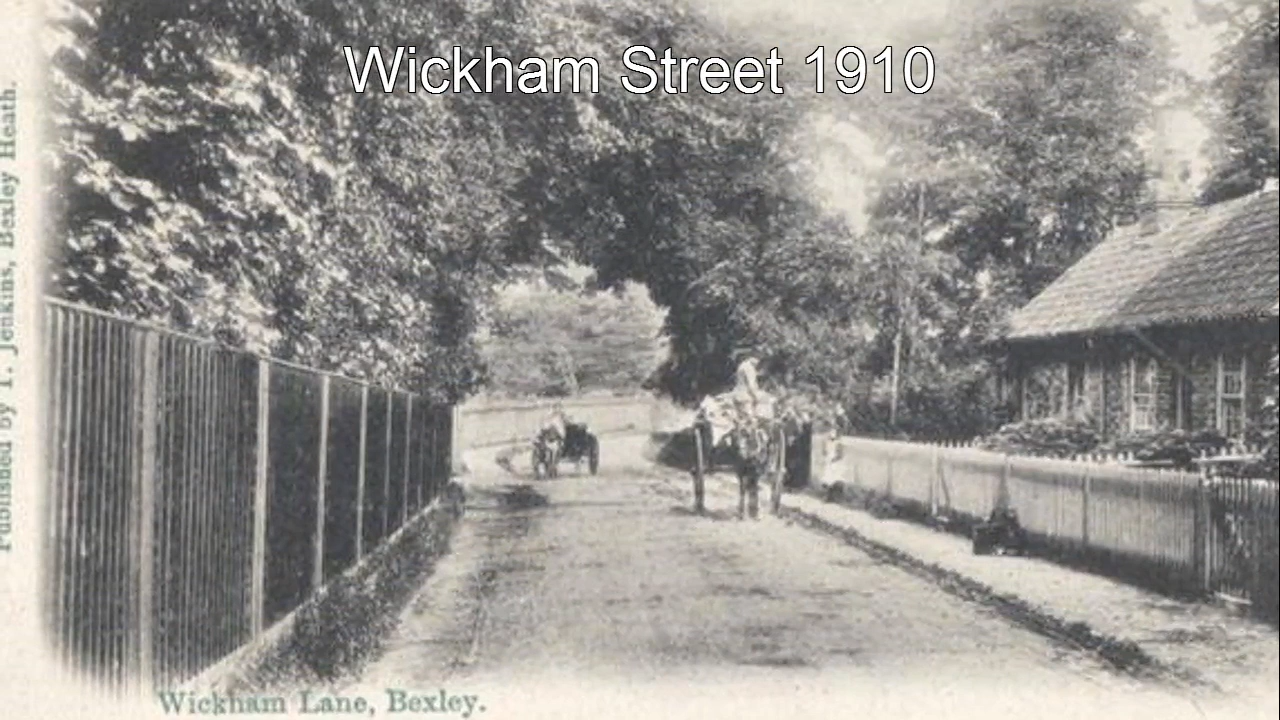 Wickham Street 1910
Published by T. Jenkins, Bexley Heath.
Wickham Lane, Bexley.